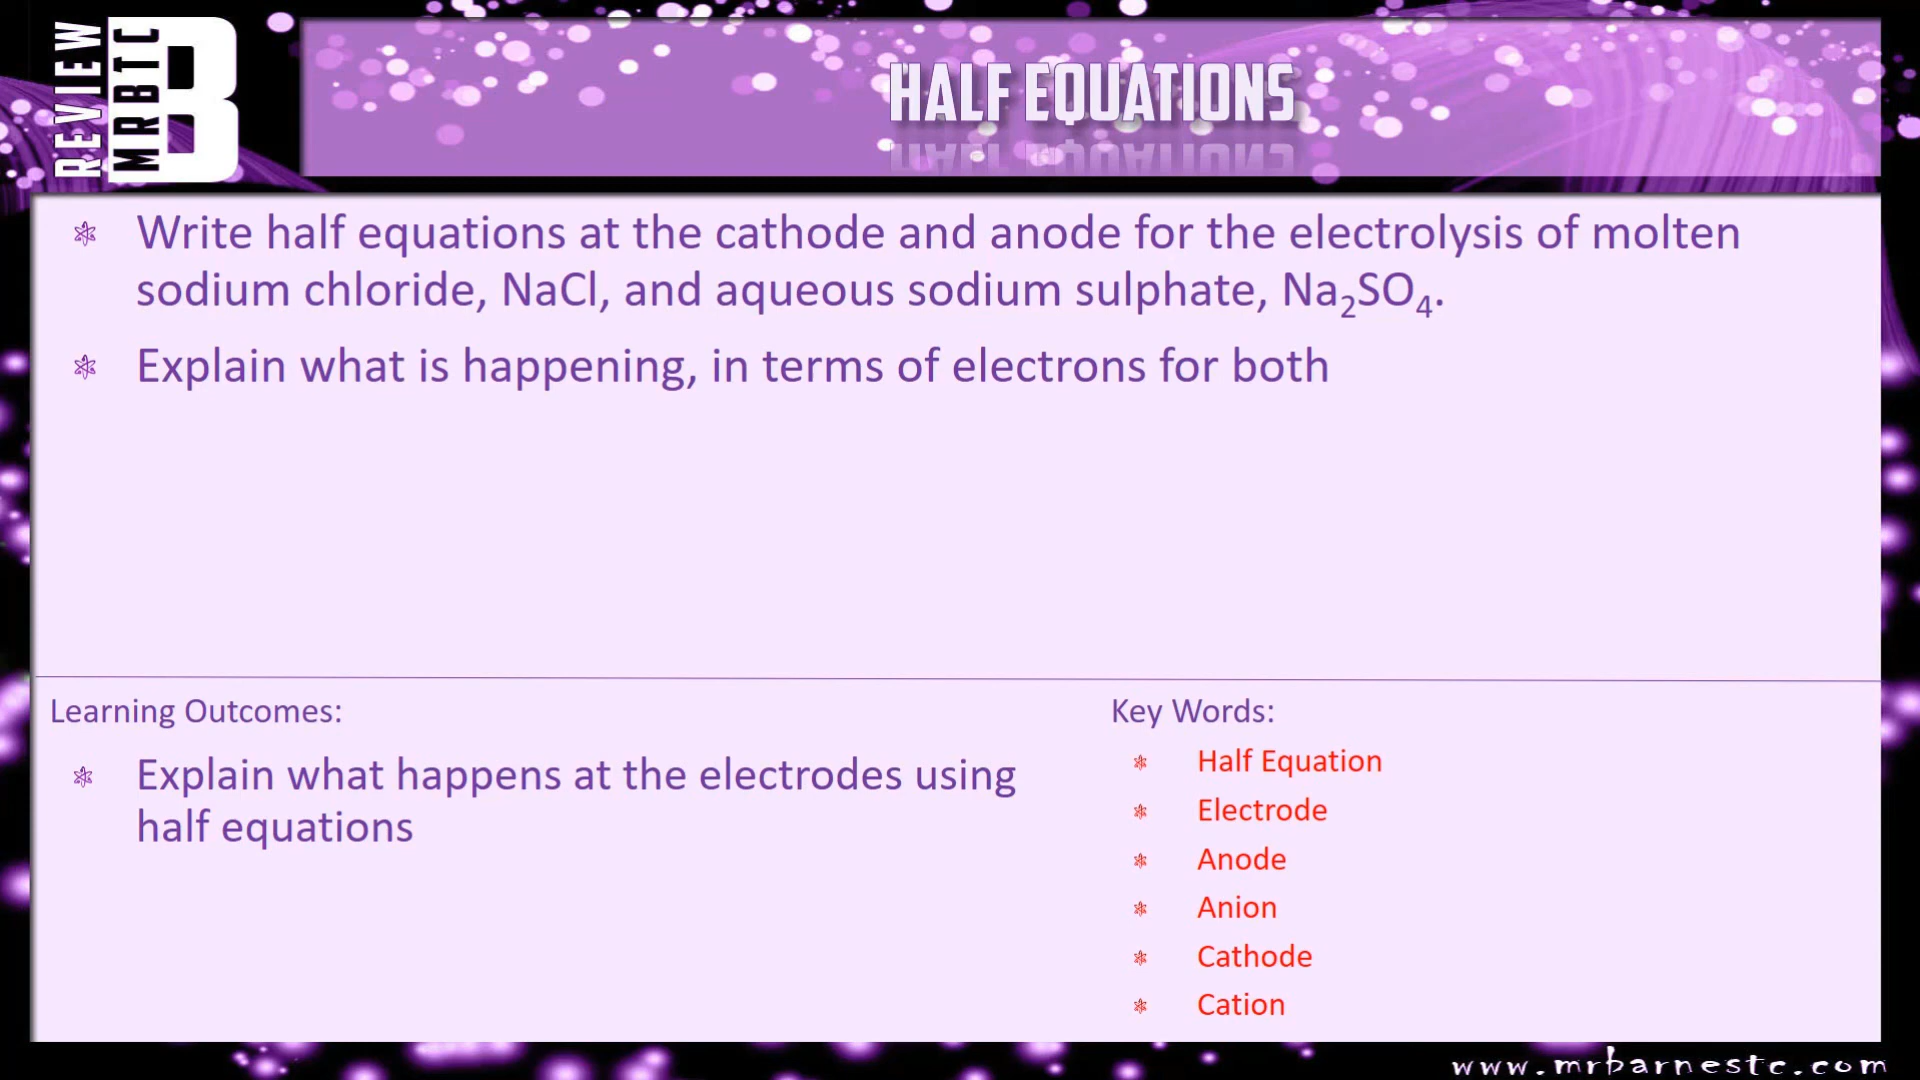 REVIEW
MRBTC
B
HALF EQUATIONS
Write half equations at the cathode and anode for the electrolysis of molten
sodium chloride, NaCl, and aqueous sodium sulphate, Na₂SO₄.
Explain what is happening, in terms of electrons for both
Learning Outcomes:
Explain what happens at the electrodes using
half equations
Key Words:
Half Equation
Electrode
Anode
Anion
Cathode
Cation
www.mrbarnestc.com